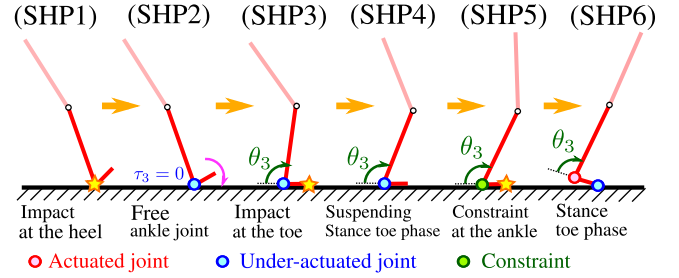 (SHP1) (SHP2) (SHP3) (SHP4) (SHP5) (SHP6)
θ3 θ3 θ3 θ3
τ3 = 0
Impact
at the heel
Free
ankle joint
Impact
at the toe
Suspending
Stance toe phase
Constraint
at the ankle
Stance
toe phase
Actuated joint Under-actuated joint Constraint